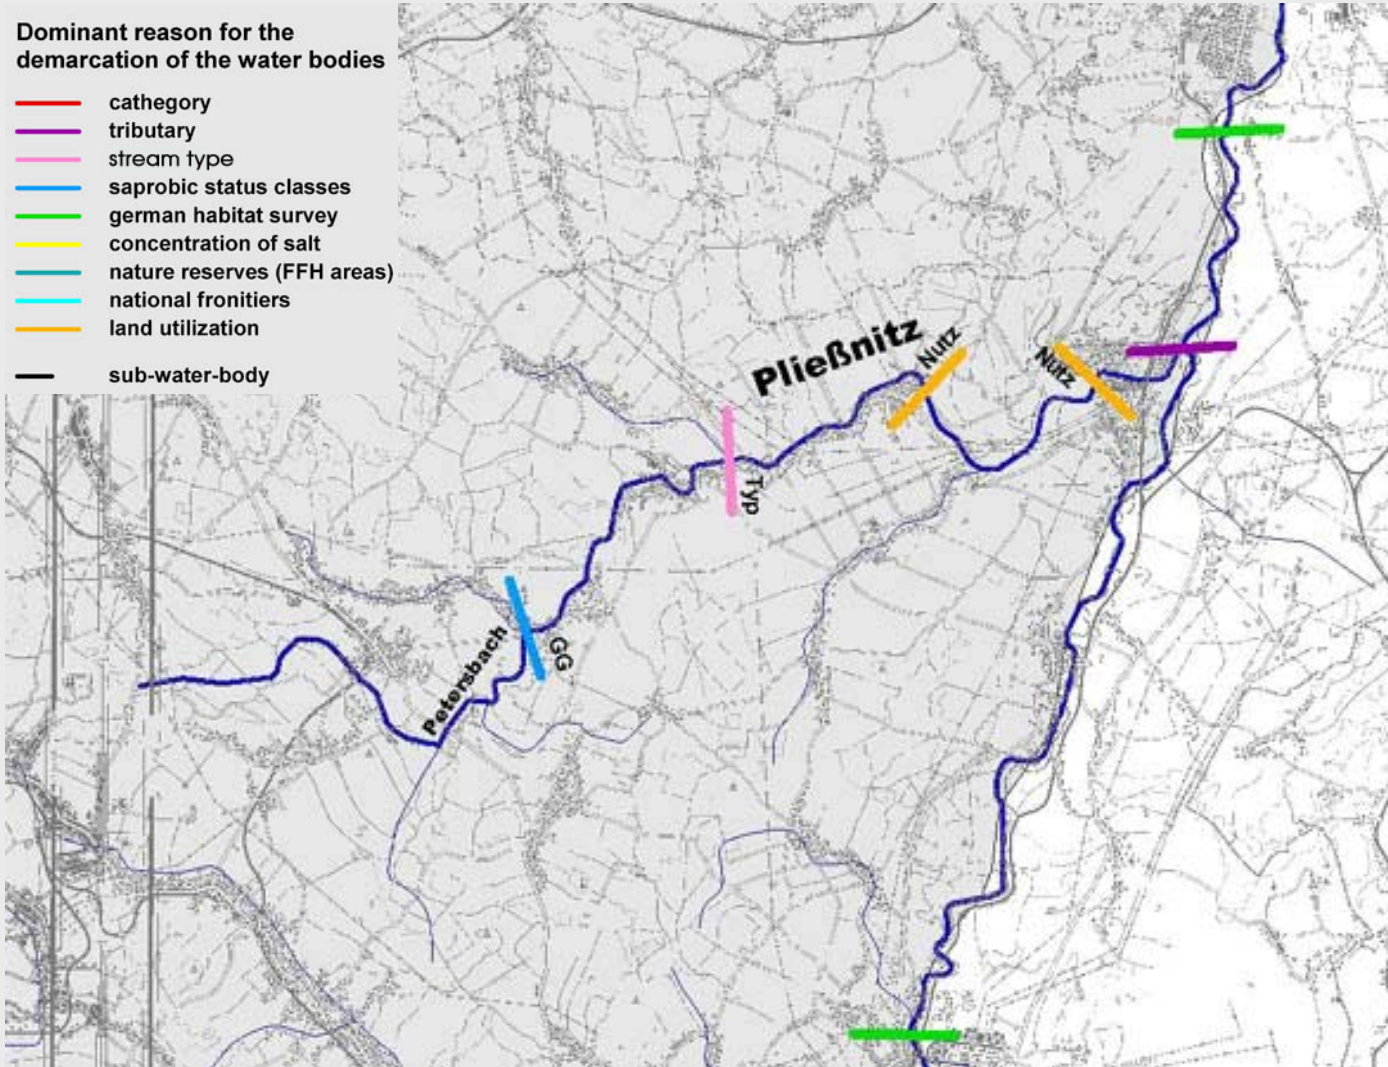 Dominant reason for the
demarcation of the water bodies
cathegory
tributary
stream type
saprobic status classes
german habitat survey
concentration of salt
nature reserves (FFH areas)
national fronitiers
land utilization
sub-water-body
Pließnitz
Nutz
Nutz
Typ
GG
Petersbach